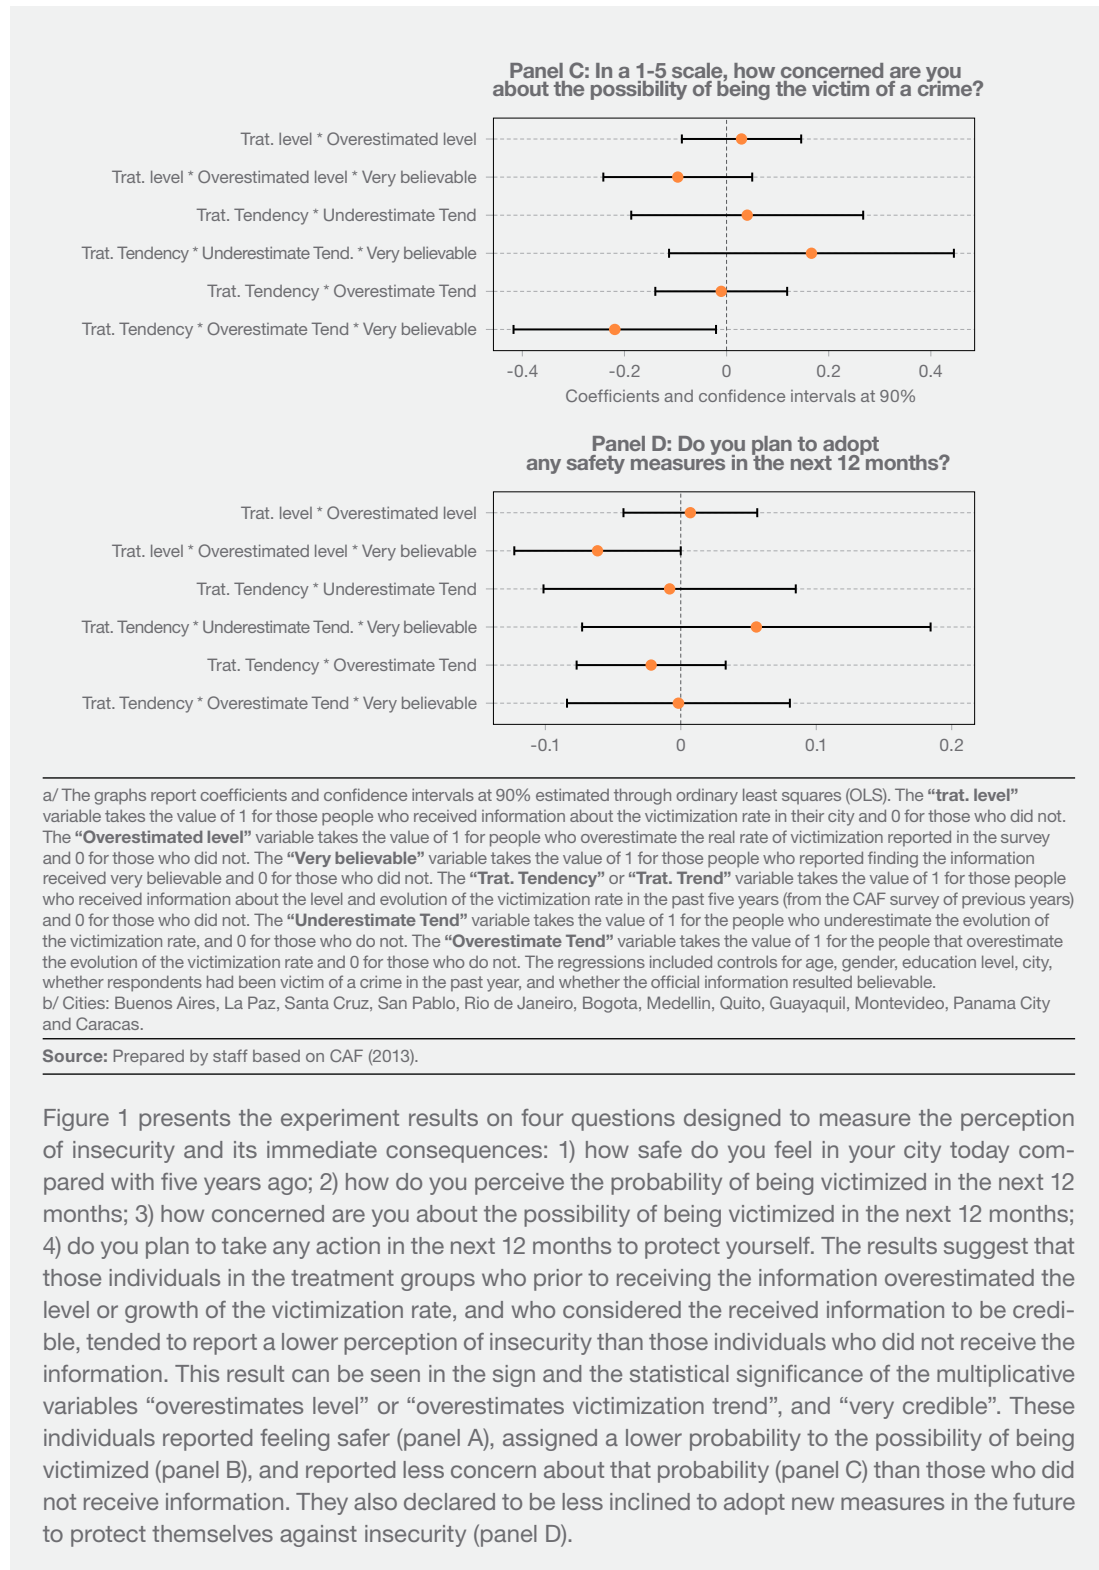 Panel C: In a 1-5 scale, how concerned are you
about the possibility of being the victim of a crime?
Trat. level * Overestimated level
Trat. level * Overestimated level * Very believable
Trat. Tendency * Underestimate Tend
Trat. Tendency * Underestimate Tend. * Very believable
Trat. Tendency * Overestimate Tend
Trat. Tendency * Overestimate Tend * Very believable
-0.4 -0.2 0 0.2 0.4
Coefficients and confidence intervals at 90%
Panel D: Do you plan to adopt
any safety measures in the next 12 months?
Trat. level * Overestimated level
Trat. level * Overestimated level * Very believable
Trat. Tendency * Underestimate Tend
Trat. Tendency * Underestimate Tend. * Very believable
Trat. Tendency * Overestimate Tend
Trat. Tendency * Overestimate Tend * Very believable
-0.1 0 0.1 0.2
a/ The graphs report coefficients and confidence intervals at 90% estimated through ordinary least squares (OLS). The “trat. level”
variable takes the value of 1 for those people who received information about the victimization rate in their city and 0 for those who did not.
The “Overestimated level” variable takes the value of 1 for people who overestimate the real rate of victimization reported in the survey
and 0 for those who did not. The “Very believable” variable takes the value of 1 for those people who reported finding the information
received very believable and 0 for those who did not. The “Trat. Tendency” or “Trat. Trend” variable takes the value of 1 for those people
who received information about the level and evolution of the victimization rate in the past five years (from the CAF survey of previous years)
and 0 for those who did not. The “Underestimate Tend” variable takes the value of 1 for the people who underestimate the evolution of
the victimization rate, and 0 for those who do not. The “Overestimate Tend” variable takes the value of 1 for the people that overestimate
the evolution of the victimization rate and 0 for those who do not. The regressions included controls for age, gender, education level, city,
whether respondents had been victim of a crime in the past year, and whether the official information resulted believable.
b/ Cities: Buenos Aires, La Paz, Santa Cruz, San Pablo, Rio de Janeiro, Bogota, Medellin, Quito, Guayaquil, Montevideo, Panama City
and Caracas.
Source: Prepared by staff based on CAF (2013).
Figure 1 presents the experiment results on four questions designed to measure the perception
of insecurity and its immediate consequences: 1) how safe do you feel in your city today com-
pared with five years ago; 2) how do you perceive the probability of being victimized in the next 12
months; 3) how concerned are you about the possibility of being victimized in the next 12 months;
4) do you plan to take any action in the next 12 months to protect yourself. The results suggest that
those individuals in the treatment groups who prior to receiving the information overestimated the
level or growth of the victimization rate, and who considered the received information to be credi-
ble, tended to report a lower perception of insecurity than those individuals who did not receive the
information. This result can be seen in the sign and the statistical significance of the multiplicative
variables “overestimates level” or “overestimates victimization trend”, and “very credible”. These
individuals reported feeling safer (panel A), assigned a lower probability to the possibility of being
victimized (panel B), and reported less concern about that probability (panel C) than those who did
not receive information. They also declared to be less inclined to adopt new measures in the future
to protect themselves against insecurity (panel D).